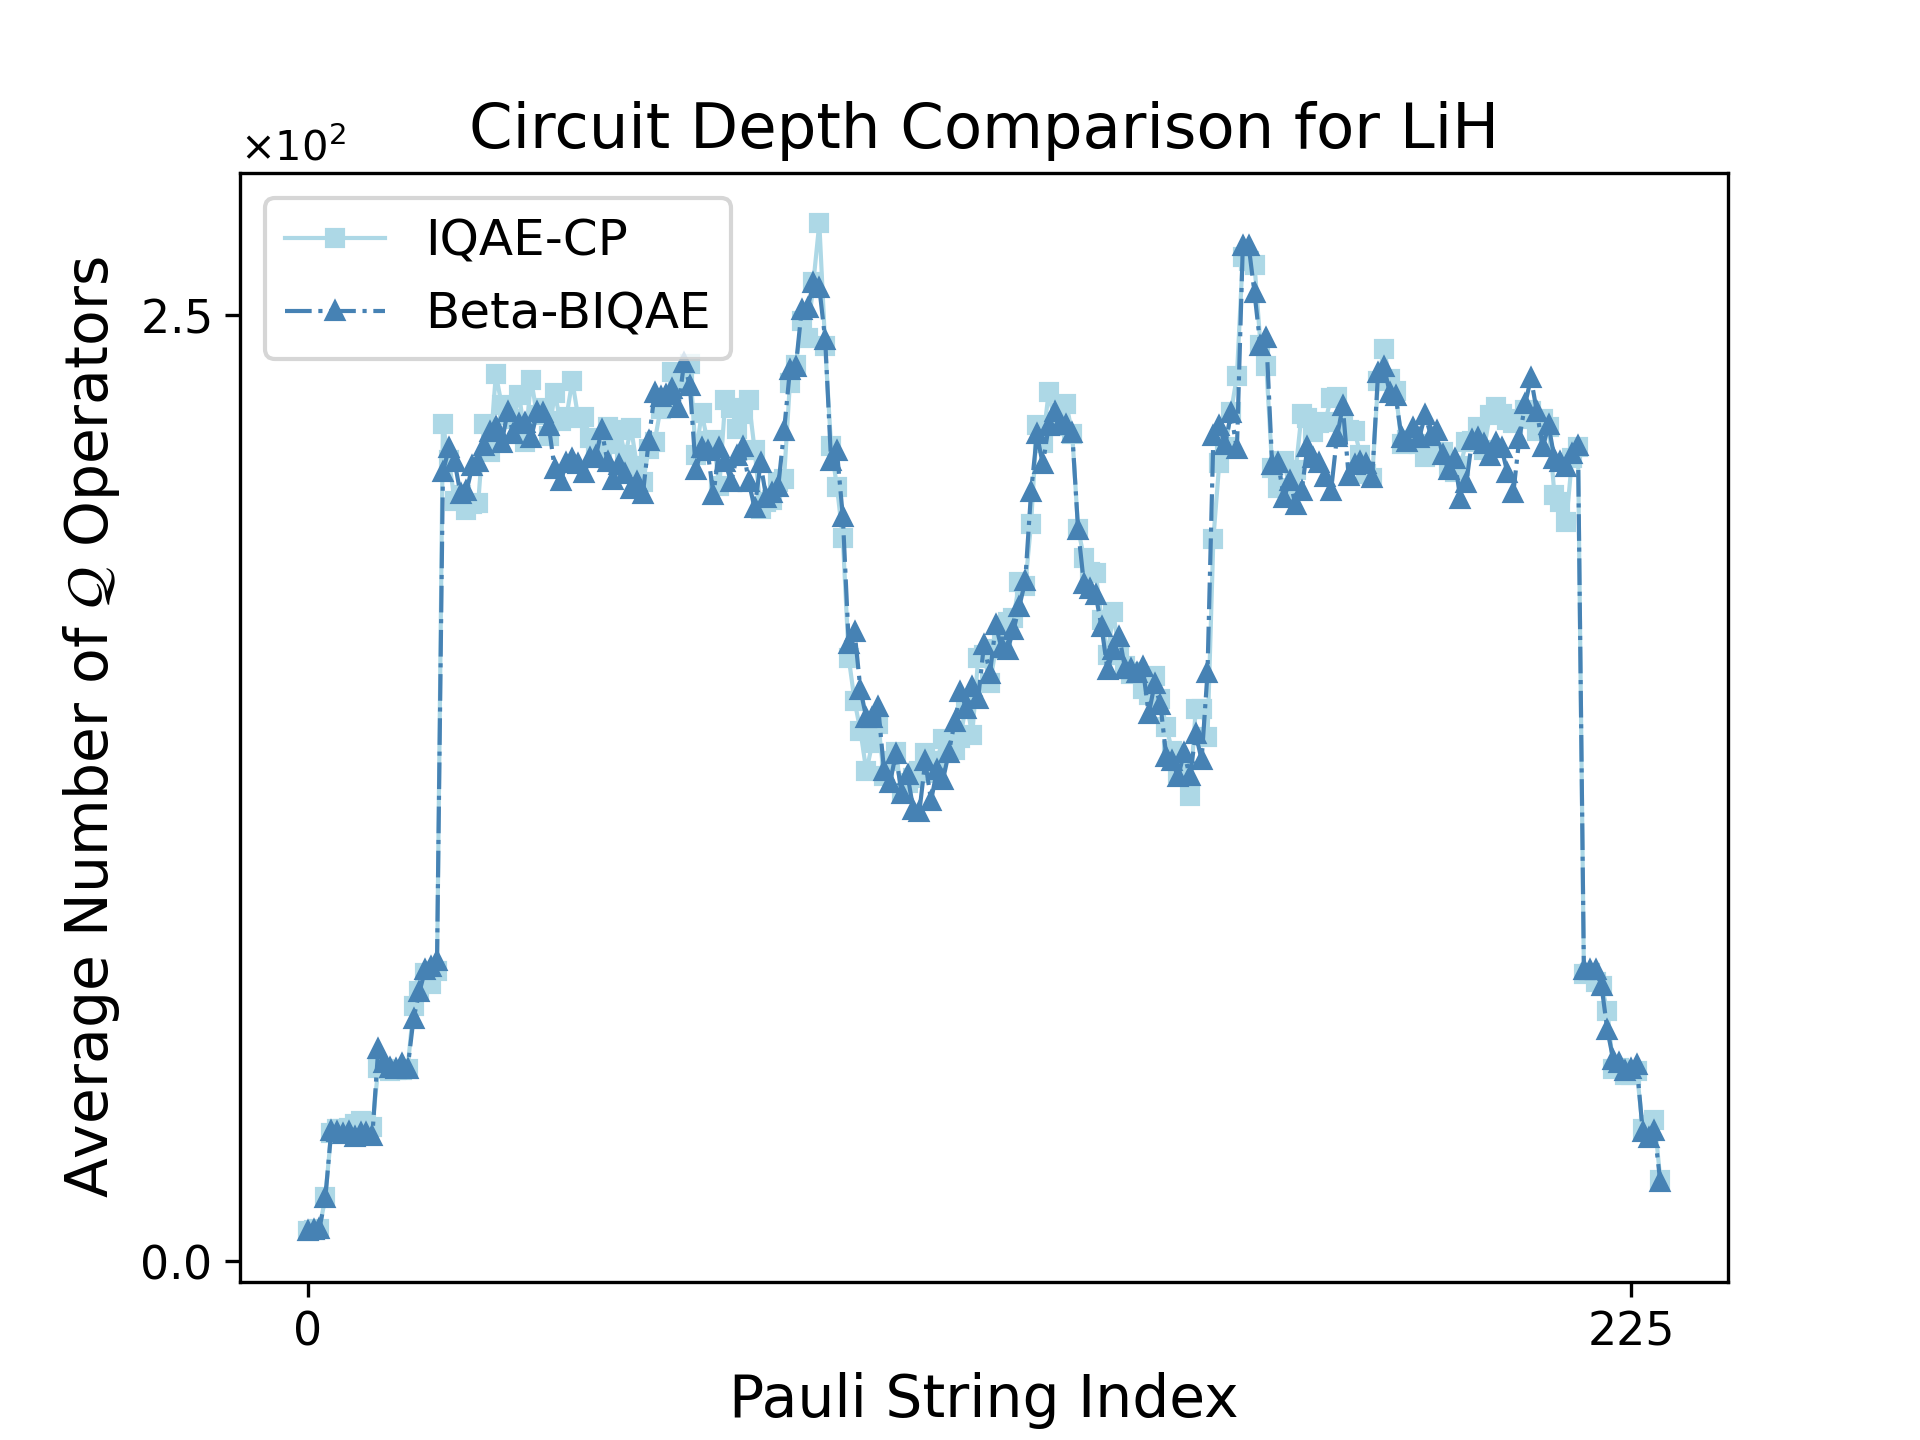 Circuit Depth Comparison for LiH
×10²
IQAE-CP
Beta-BIQAE
2.5
0.0
Average Number of 𝒬 Operators
0
225
Pauli String Index